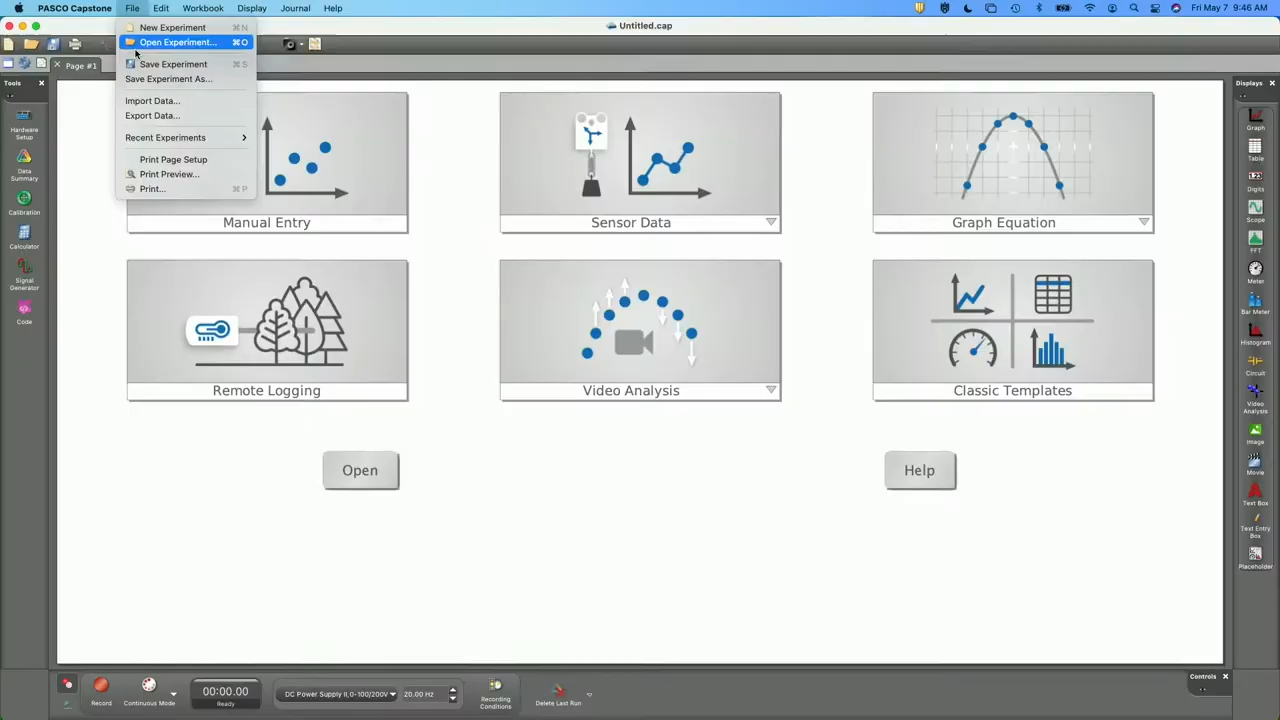 PASCO Capstone File Edit Workbook Display Journal Help Fri May 7 9:46 AM
Untitled.cap
New Experiment ⌘N
Open Experiment... ⌘O
Save Experiment ⌘S
Save Experiment As...
Import Data...
Export Data...
Recent Experiments
Print Page Setup
Print Preview...
Print... ⌘P
Page #1
Tools
Hardware
Setup
Data
Summary
Calibration
Calculator
Signal
Generator
Code
Manual Entry
Sensor Data
Graph Equation
Remote Logging
Video Analysis
Classic Templates
Open
Help
Displays
Graph
Table
1.23
Digits
Scope
FFT
Meter
Bar Meter
Histogram
Circuit
Video
Analysis
Image
Movie
Text Box
Text Entry
Box
Placeholder
Record
Continuous Mode
00:00.00
Ready
DC Power Supply II,0-100/200V
20.00 Hz
Recording
Conditions
Delete Last Run
Controls